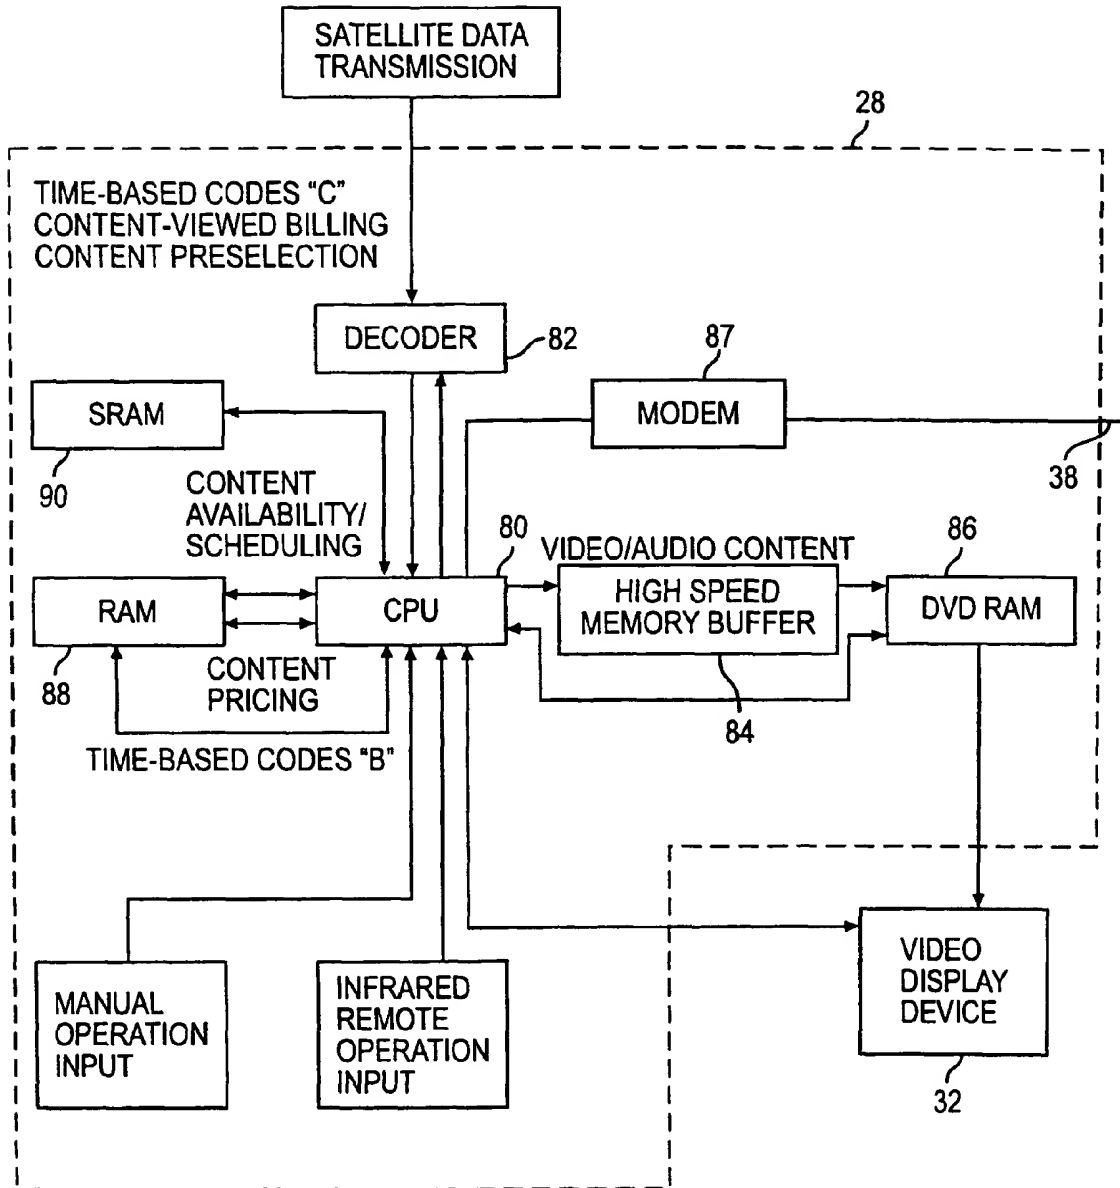 SATELLITE DATA
TRANSMISSION
28
TIME-BASED CODES "C"
CONTENT-VIEWED BILLING
CONTENT PRESELECTION
DECODER
82
87
SRAM
MODEM
90
38
CONTENT
AVAILABILITY/
SCHEDULING
80
VIDEO/AUDIO CONTENT
86
RAM
CPU
HIGH SPEED
MEMORY BUFFER
DVD RAM
88
CONTENT
PRICING
84
TIME-BASED CODES "B"
MANUAL
OPERATION
INPUT
INFRARED
REMOTE
OPERATION
INPUT
VIDEO
DISPLAY
DEVICE
32